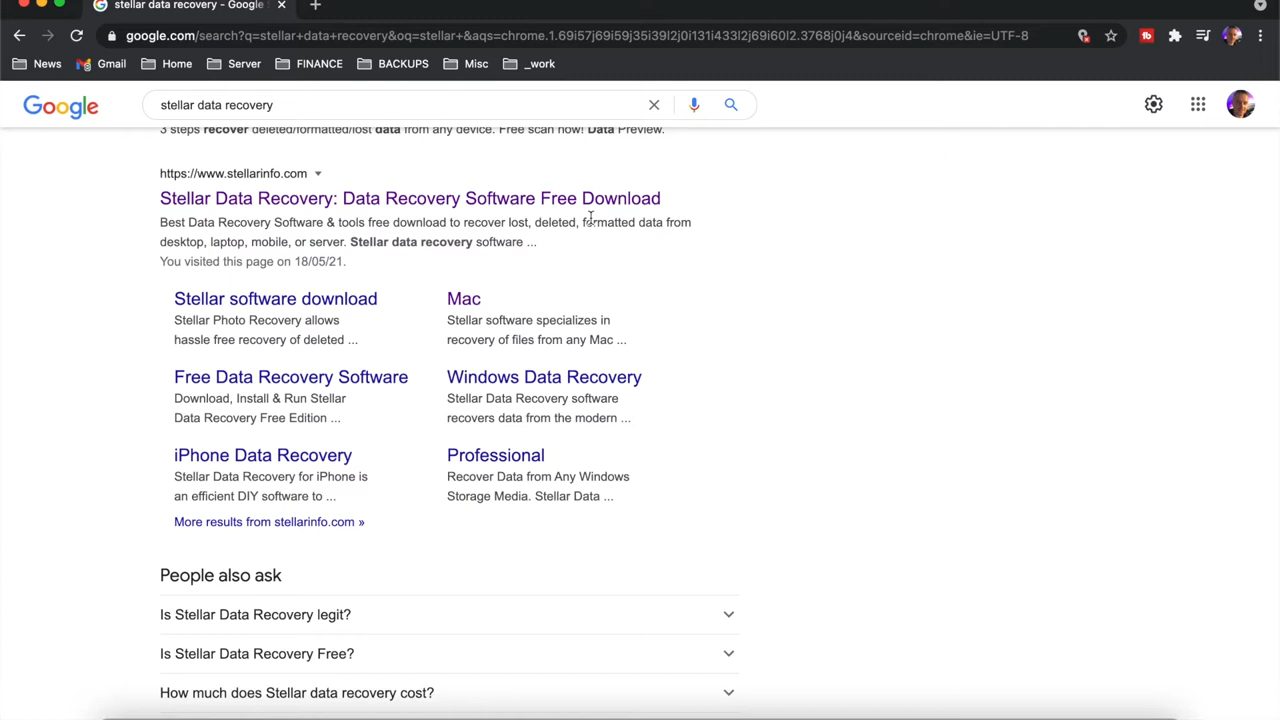 stellar data recovery - Google S
google.com/search?q=stellar+data+recovery&oq=stellar+&aqs=chrome.1.69i57j69i59j35i39l2j0i131i433l2j69i60l2.3768j0j4&sourceid=chrome&ie=UTF-8
News Gmail Home Server FINANCE BACKUPS Misc _work
Google stellar data recovery
3 steps recover deleted/formatted/lost data from any device. Free scan now! Data Preview.
https://www.stellarinfo.com
Stellar Data Recovery: Data Recovery Software Free Download
Best Data Recovery Software & tools free download to recover lost, deleted, formatted data from
desktop, laptop, mobile, or server. Stellar data recovery software ...
You visited this page on 18/05/21.
Stellar software download
Stellar Photo Recovery allows
hassle free recovery of deleted ...
Mac
Stellar software specializes in
recovery of files from any Mac ...
Free Data Recovery Software
Download, Install & Run Stellar
Data Recovery Free Edition ...
Windows Data Recovery
Stellar Data Recovery software
recovers data from the modern ...
iPhone Data Recovery
Stellar Data Recovery for iPhone is
an efficient DIY software to ...
Professional
Recover Data from Any Windows
Storage Media. Stellar Data ...
More results from stellarinfo.com »
People also ask
Is Stellar Data Recovery legit?
Is Stellar Data Recovery Free?
How much does Stellar data recovery cost?